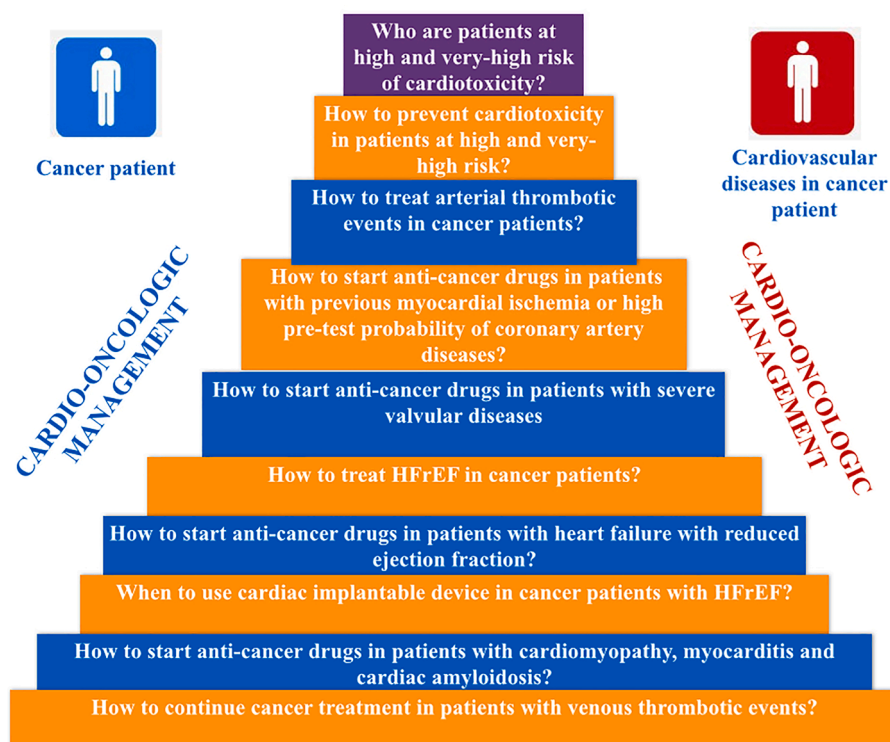 Who are patients at
high and very-high risk
of cardiotoxicity?
How to prevent cardiotoxicity
in patients at high and very-
high risk?
Cancer patient
Cardiovascular
diseases in cancer
patient
How to treat arterial thrombotic
events in cancer patients?
CARDIO-ONCOLOGIC
MANAGEMENT
CARDIO-ONCOLOGIC
MANAGEMENT
How to start anti-cancer drugs in patients
with previous myocardial ischemia or high
pre-test probability of coronary artery
diseases?
How to start anti-cancer drugs in patients with severe
valvular diseases
How to treat HFrEF in cancer patients?
How to start anti-cancer drugs in patients with heart failure with reduced
ejection fraction?
When to use cardiac implantable device in cancer patients with HFrEF?
How to start anti-cancer drugs in patients with cardiomyopathy, myocarditis and
cardiac amyloidosis?
How to continue cancer treatment in patients with venous thrombotic events?